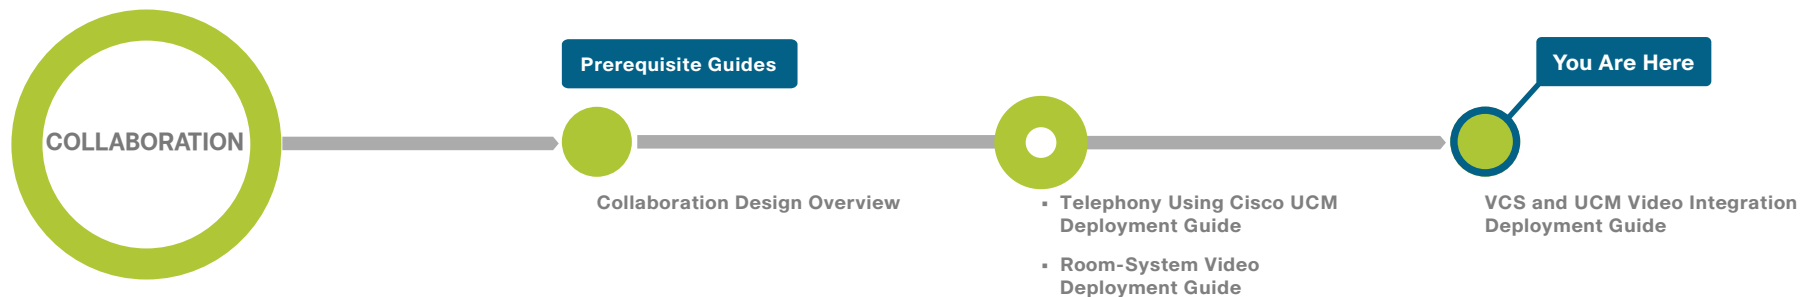 COLLABORATION
Prerequisite Guides
You Are Here
Collaboration Design Overview
▪ Telephony Using Cisco UCM
Deployment Guide
▪ Room-System Video
Deployment Guide
VCS and UCM Video Integration
Deployment Guide